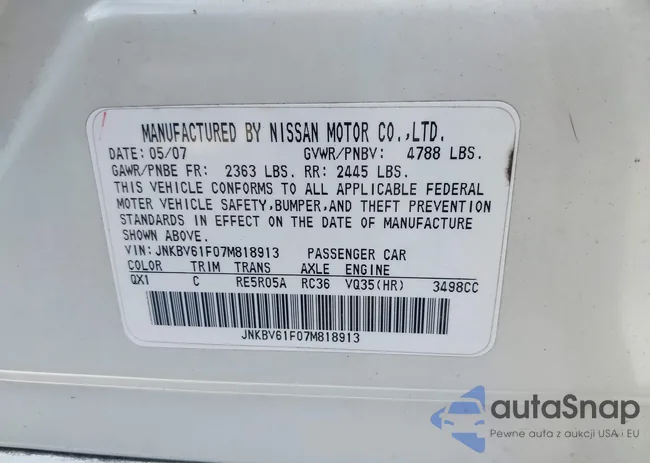 MANUFACTURED BY NISSAN MOTOR CO.,LTD.
DATE: 05/07 GVWR/PNBV: 4788 LBS.
GAWR/PNBE FR: 2363 LBS. RR: 2445 LBS.
THIS VEHICLE CONFORMS TO ALL APPLICABLE FEDERAL
MOTOR VEHICLE SAFETY,BUMPER,AND THEFT PREVENTION
STANDARDS IN EFFECT ON THE DATE OF MANUFACTURE
SHOWN ABOVE.
VIN: JNKBV61F07M818913 PASSENGER CAR
COLOR TRIM TRANS AXLE ENGINE
QX1 C RE5R05A RC36 VQ35(HR) 3498CC
JNKBV61F07M818913
autoSnap
Pewne auta z aukcji USA i EU